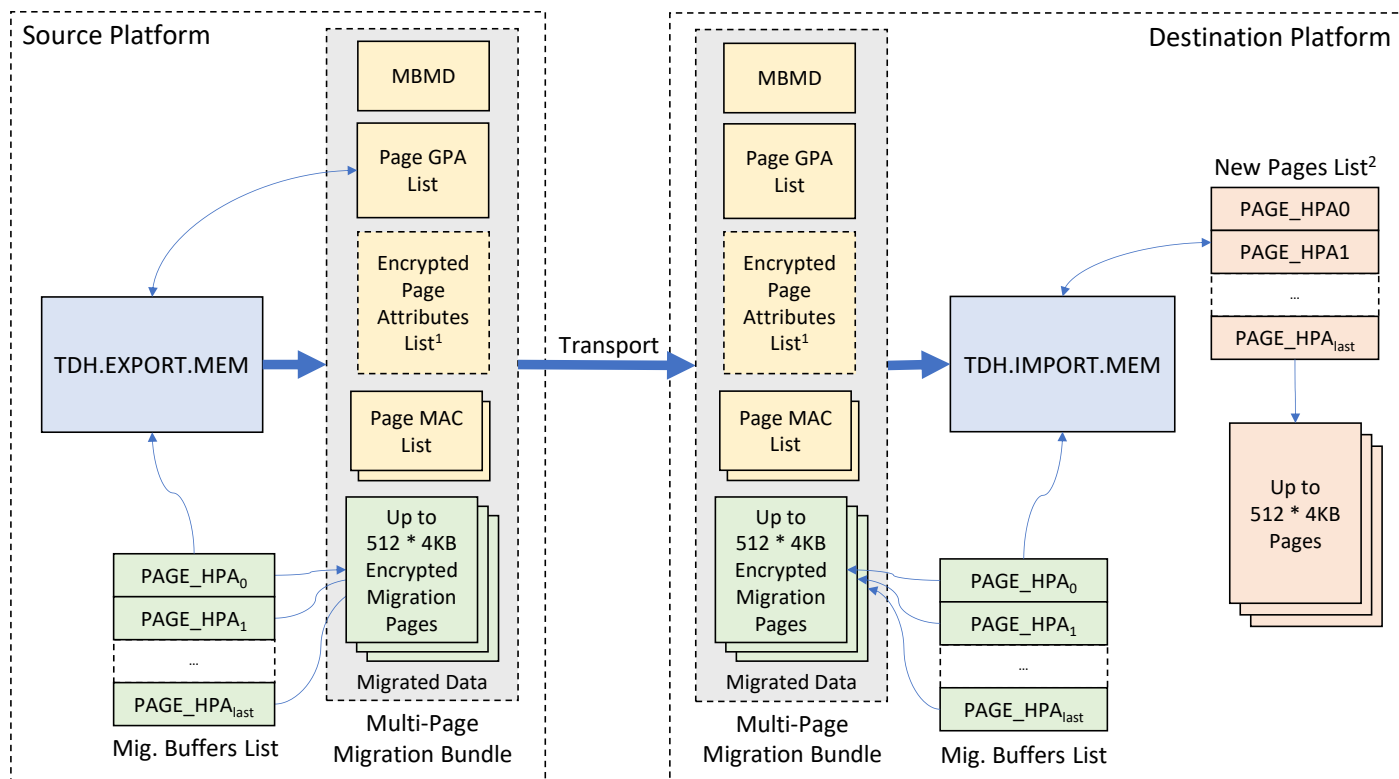 Source Platform
MBMD
Page GPA
List
Encrypted
Page
Attributes
List1
TDH.EXPORT.MEM
Page MAC
List
Up to
512 * 4KB
Encrypted
Migration
Pages
PAGE_HPA0
PAGE_HPA1
...
PAGE_HPAlast
Mig. Buffers List
Migrated Data
Multi-Page
Migration Bundle
Transport
Destination Platform
MBMD
Page GPA
List
Encrypted
Page
Attributes
List1
Page MAC
List
Up to
512 * 4KB
Encrypted
Migration
Pages
Migrated Data
Multi-Page
Migration Bundle
TDH.IMPORT.MEM
PAGE_HPA0
PAGE_HPA1
...
PAGE_HPAlast
Mig. Buffers List
New Pages List2
PAGE_HPA0
PAGE_HPA1
...
PAGE_HPAlast
Up to
512 * 4KB
Pages